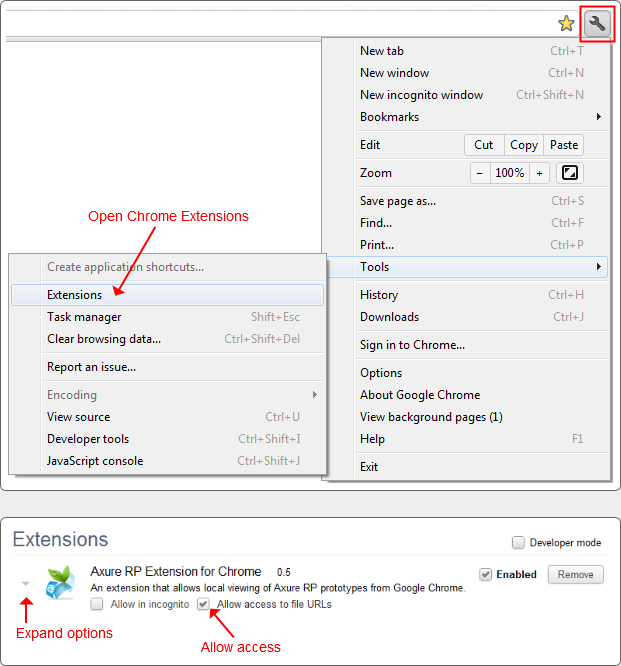 New tab Ctrl+T
New window Ctrl+N
New incognito window Ctrl+Shift+N
Bookmarks
Edit Cut Copy Paste
Zoom − 100% +
Save page as... Ctrl+S
Find... Ctrl+F
Print... Ctrl+P
Tools
History Ctrl+H
Downloads Ctrl+J
Sign in to Chrome...
Options
About Google Chrome
View background pages (1)
Help F1
Exit
Open Chrome Extensions
Create application shortcuts...
Extensions
Task manager Shift+Esc
Clear browsing data... Ctrl+Shift+Del
Report an issue...
Encoding
View source Ctrl+U
Developer tools Ctrl+Shift+I
JavaScript console Ctrl+Shift+J
Extensions
Developer mode
Axure RP Extension for Chrome 0.5
An extension that allows local viewing of Axure RP prototypes from Google Chrome.
Enabled Remove
Allow in incognito Allow access to file URLs
Expand options
Allow access